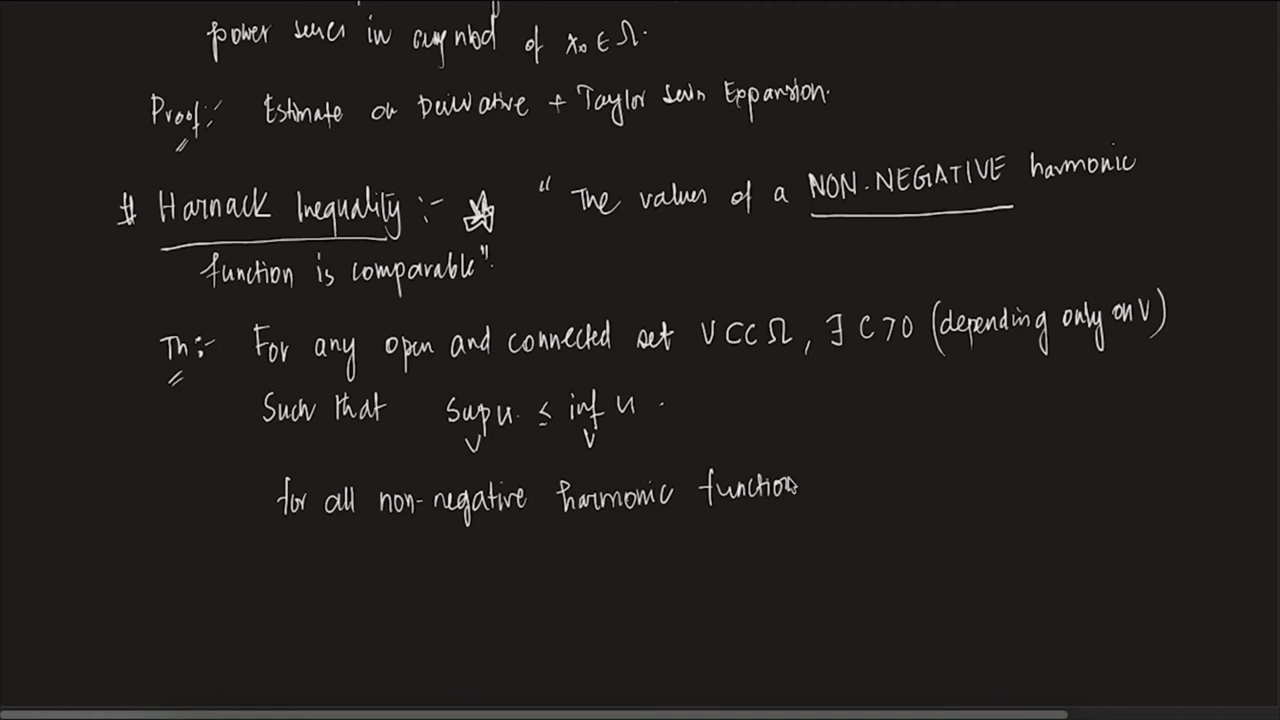 power series in any nbd of x₀ ∈ Ω.
Proof:- Estimate on Derivative + Taylor Series Expansion.
# Harnack Inequality :- ☆ "The values of a NON-NEGATIVE harmonic
function is comparable".
Th:- For any open and connected set V ⊂⊂ Ω, ∃ C > 0 (depending only on V)
Such that sup u ≤ inf u .
V V
for all non-negative harmonic functions